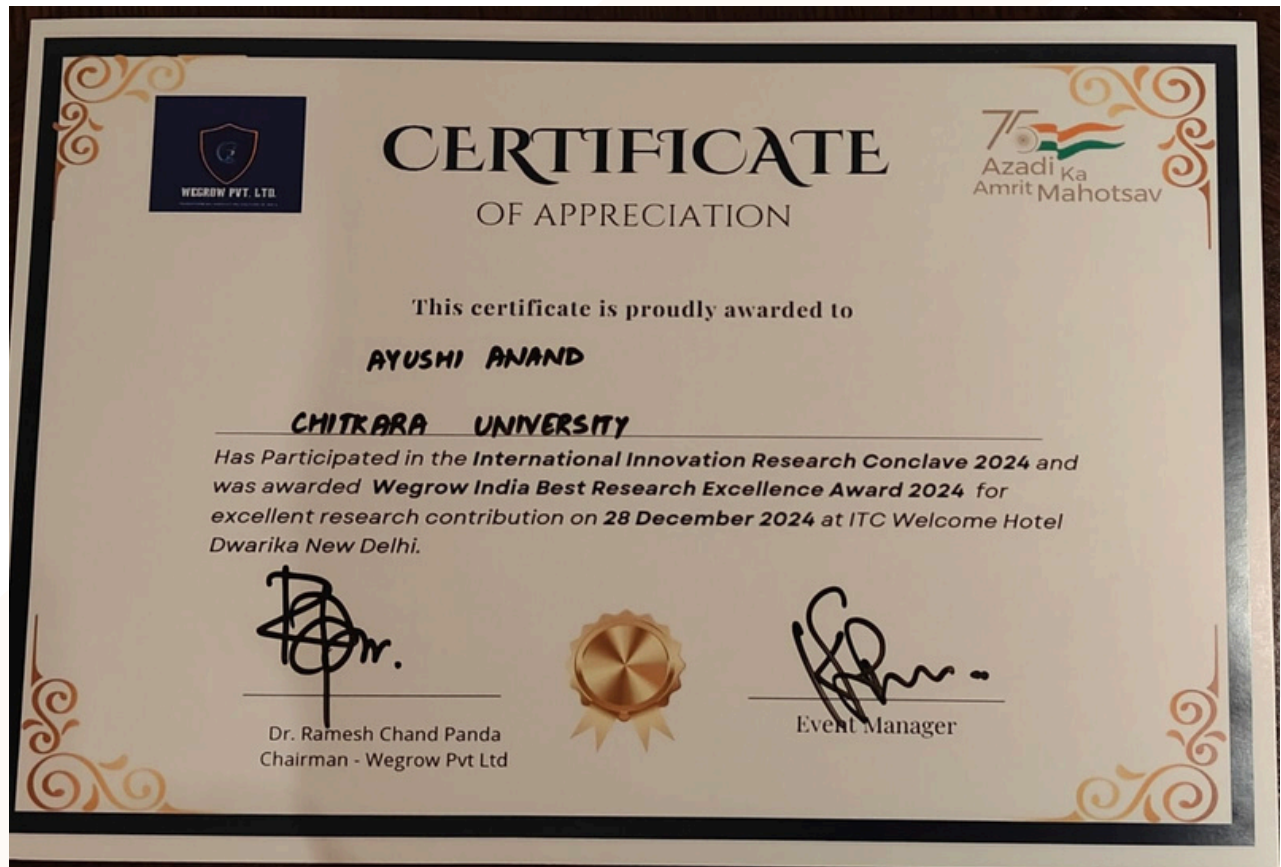 WEGROW PVT. LTD.
CERTIFICATE
OF APPRECIATION
75
Azadi Ka
Amrit Mahotsav
This certificate is proudly awarded to
AYUSHI ANAND
CHITKARA UNIVERSITY
Has Participated in the International Innovation Research Conclave 2024 and
was awarded Wegrow India Best Research Excellence Award 2024 for
excellent research contribution on 28 December 2024 at ITC Welcome Hotel
Dwarika New Delhi.
Dr. Ramesh Chand Panda
Chairman - Wegrow Pvt Ltd
Event Manager